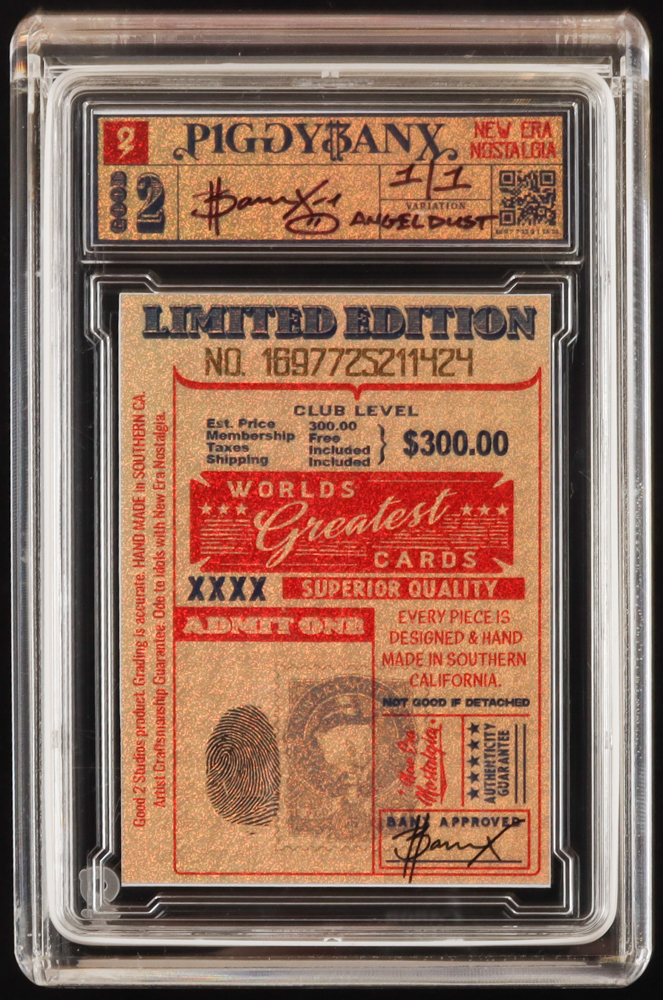 2
P1GGYBANX
NEW ERA
NOSTALGIA
GOOD
2
BanX
1/1
VARIATION
ANGEL DUST
LIMITED EDITION
NO. 1697725211424
CLUB LEVEL
Est. Price 300.00
Membership Free
Taxes Included
Shipping Included
$300.00
WORLDS
Greatest
CARDS
XXXX SUPERIOR QUALITY
ADMIT ONE
EVERY PIECE IS
DESIGNED & HAND
MADE IN SOUTHERN
CALIFORNIA.
NOT GOOD IF DETACHED
New Era
Nostalgia
AUTHENTICITY
GUARANTEE
BANX APPROVED
BanX
Good 2 Studios product. Grading is accurate. HAND MADE in SOUTHERN CA.
Artist Craftsmanship Guarantee. Ode to idols with New Era Nostalgia.